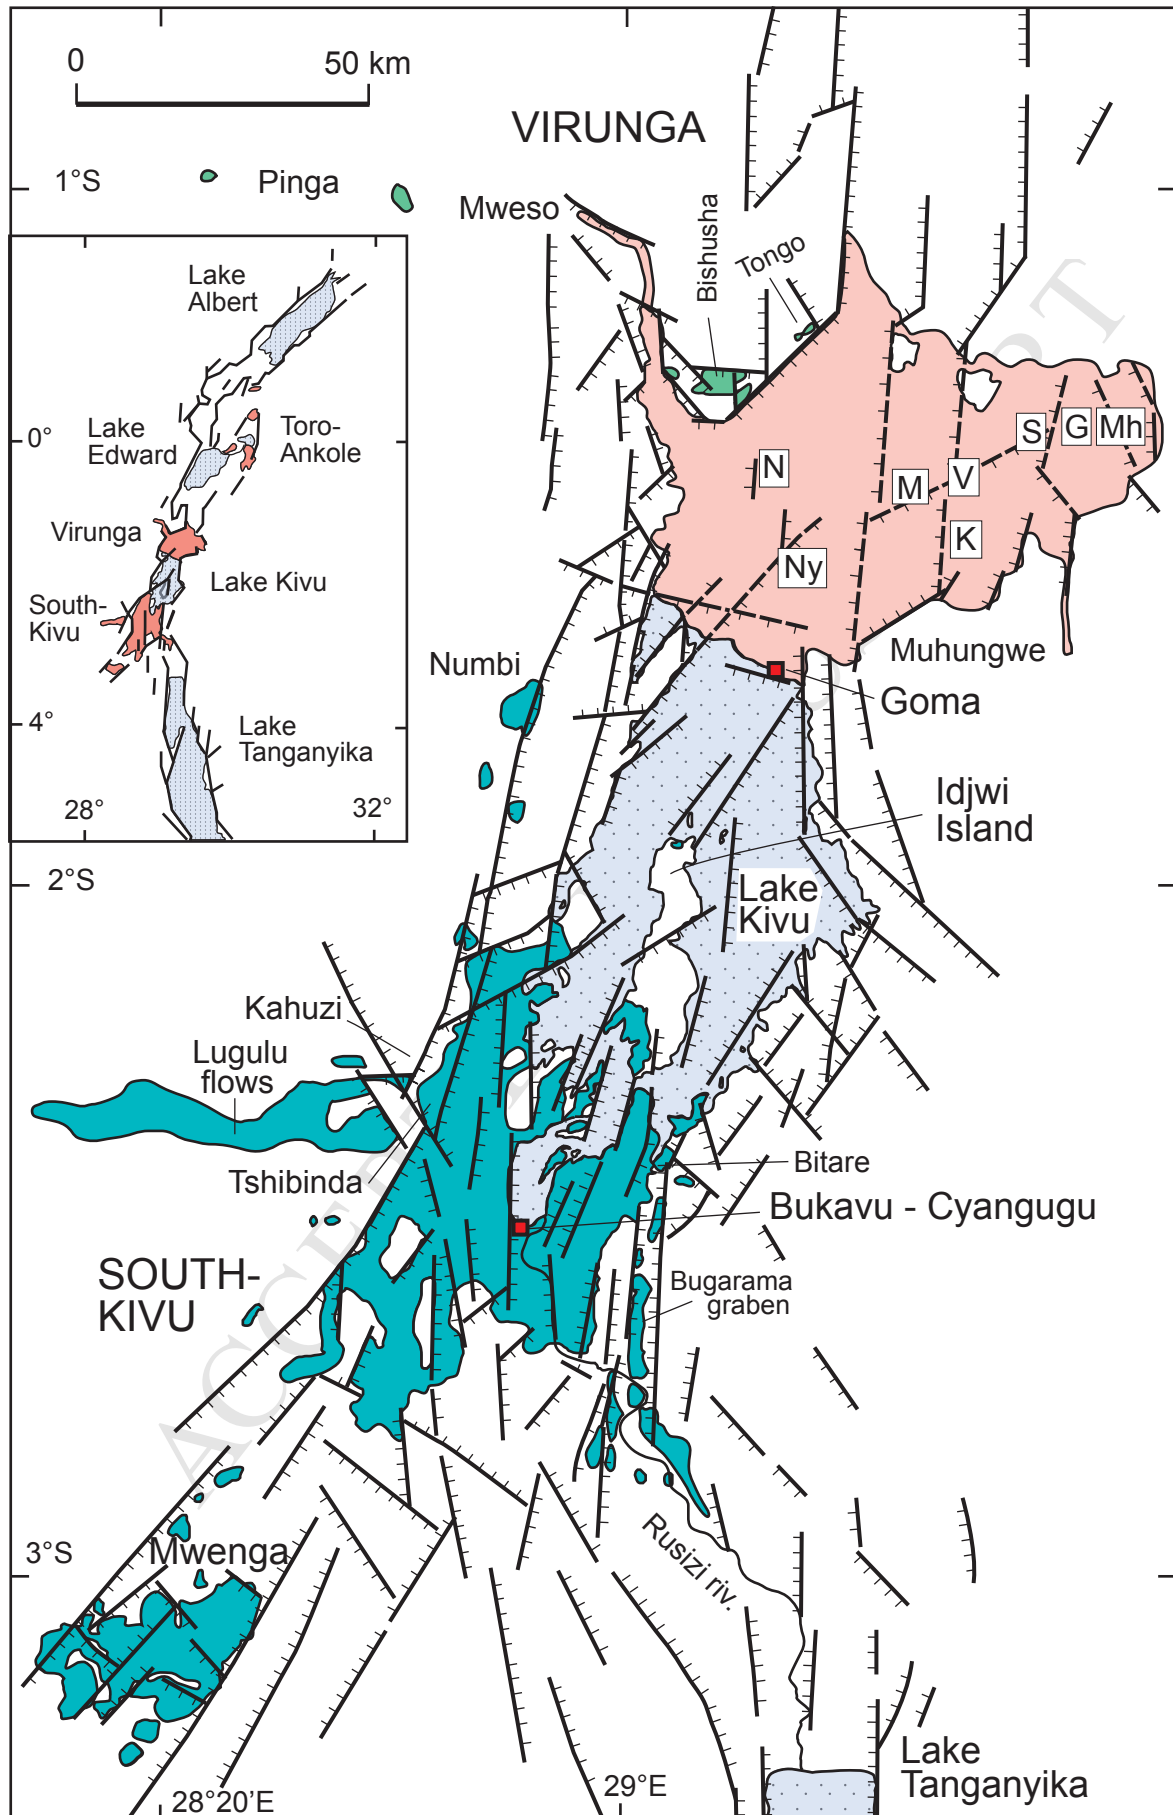 0
50 km
VIRUNGA
1°S
Pinga
Mweso
Bishusha
Tongo
Lake
Albert
0°
Lake
Edward
Toro-
Ankole
Virunga
Lake Kivu
South-
Kivu
4°
Lake
Tanganyika
28°
32°
S
G
Mh
N
M
V
K
Ny
Numbi
Muhungwe
Goma
Idjwi
Island
2°S
Lake
Kivu
Kahuzi
Lugulu
flows
Tshibinda
Bitare
Bukavu - Cyangugu
SOUTH-
KIVU
Bugarama
graben
Rusizi riv.
3°S
Mwenga
Lake
Tanganyika
28°20'E
29°E